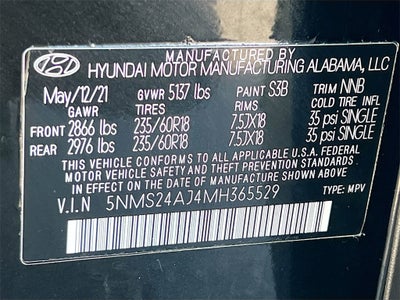 MANUFACTURED BY
HYUNDAI MOTOR MANUFACTURING ALABAMA, LLC
May/12/21 GVWR 5137 lbs PAINT S3B TRIM NNB
GAWR TIRES RIMS COLD TIRE INFL
FRONT 2866 lbs 235/60R18 7.5JX18 35 psi SINGLE
REAR 2976 lbs 235/60R18 7.5JX18 35 psi SINGLE
THIS VEHICLE CONFORMS TO ALL APPLICABLE U.S.A. FEDERAL
MOTOR VEHICLE SAFETY, BUMPER, AND THEFT PREVENTION STANDARDS
IN EFFECT ON THE DATE OF MANUFACTURE SHOWN ABOVE.
V.I.N 5NMS24AJ4MH365529 TYPE: MPV